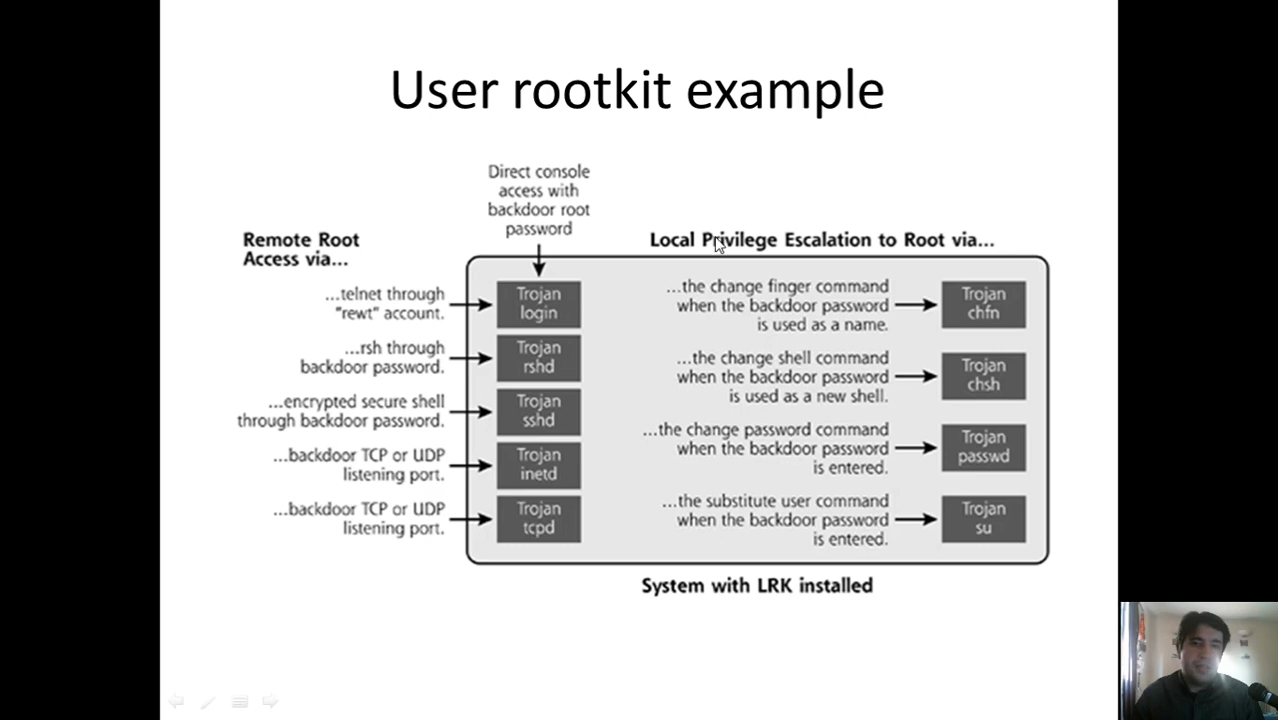 User rootkit example
Direct console
access with
backdoor root
password
Remote Root
Access via...
...telnet through
"rewt" account.
...rsh through
backdoor password.
...encrypted secure shell
through backdoor password.
...backdoor TCP or UDP
listening port.
...backdoor TCP or UDP
listening port.
Trojan
login
Trojan
rshd
Trojan
sshd
Trojan
inetd
Trojan
tcpd
Local Privilege Escalation to Root via...
...the change finger command
when the backdoor password
is used as a name.
Trojan
chfn
...the change shell command
when the backdoor password
is used as a new shell.
Trojan
chsh
...the change password command
when the backdoor password
is entered.
Trojan
passwd
...the substitute user command
when the backdoor password
is entered.
Trojan
su
System with LRK installed